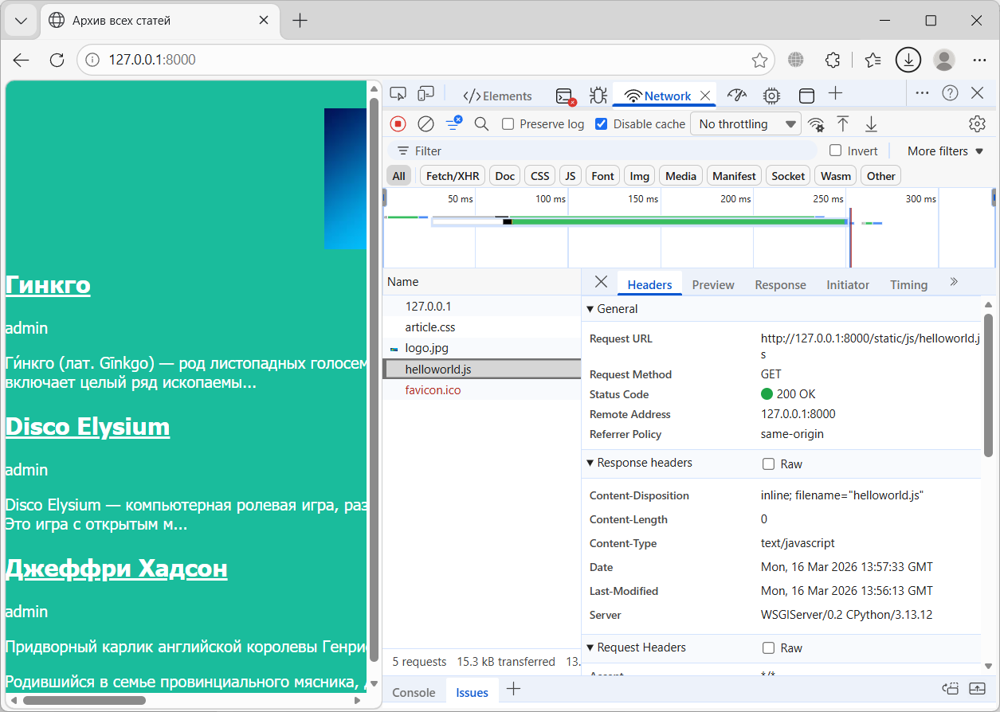 Архив всех статей
127.0.0.1:8000
Гинкго
admin
Ги́нкго (лат. Gīnkgo) — род листопадных голосем
включает целый ряд ископаемы...
Disco Elysium
admin
Disco Elysium — компьютерная ролевая игра, раз
Это игра с открытым м...
Джеффри Хадсон
admin
Придворный карлик английской королевы Генри
Родившийся в семье провинциального мясника,
Elements
Network
Preserve log
Disable cache
No throttling
Filter
Invert
More filters
All Fetch/XHR Doc CSS JS Font Img Media Manifest Socket Wasm Other
50 ms 100 ms 150 ms 200 ms 250 ms 300 ms
Name
127.0.0.1
article.css
logo.jpg
helloworld.js
favicon.ico
5 requests 15.3 kB transferred 13.
Headers Preview Response Initiator Timing
General
Request URL http://127.0.0.1:8000/static/js/helloworld.j
s
Request Method GET
Status Code 200 OK
Remote Address 127.0.0.1:8000
Referrer Policy same-origin
Response headers Raw
Content-Disposition inline; filename="helloworld.js"
Content-Length 0
Content-Type text/javascript
Date Mon, 16 Mar 2026 13:57:33 GMT
Last-Modified Mon, 16 Mar 2026 13:56:13 GMT
Server WSGIServer/0.2 CPython/3.13.12
Request Headers Raw
Accept */*
Console Issues